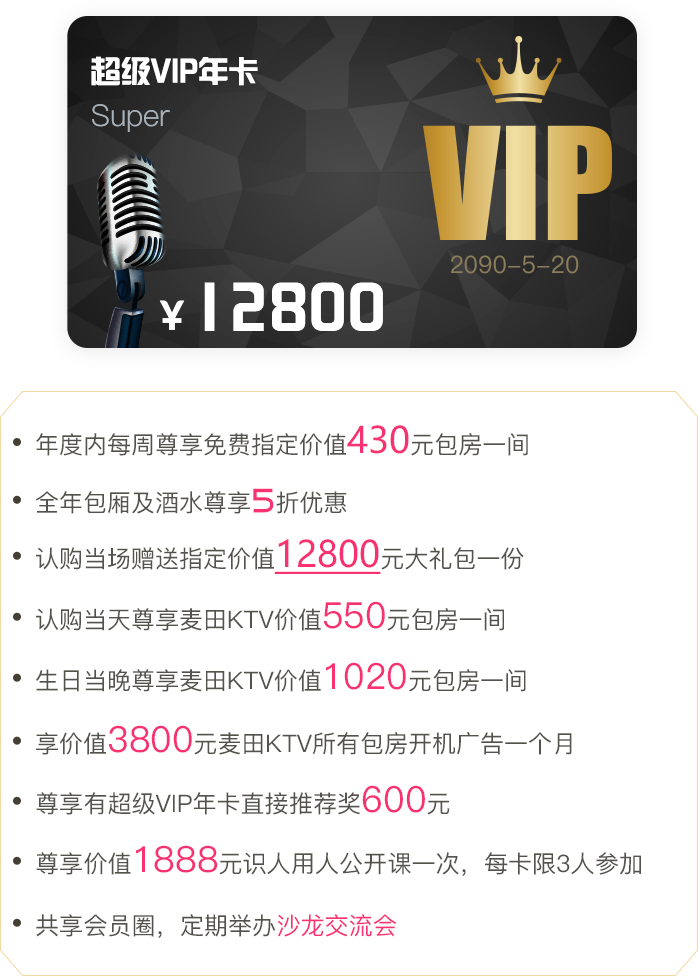 超级VIP年卡
Super
VIP
2090-5-20
¥12800
• 年度内每周尊享免费指定价值430元包房一间
• 全年包厢及酒水尊享5折优惠
• 认购当场赠送指定价值12800元大礼包一份
• 认购当天尊享麦田KTV价值550元包房一间
• 生日当晚尊享麦田KTV价值1020元包房一间
• 享价值3800元麦田KTV所有包房开机广告一个月
• 尊享有超级VIP年卡直接推荐奖600元
• 尊享价值1888元识人用人公开课一次，每卡限3人参加
• 共享会员圈，定期举办沙龙交流会